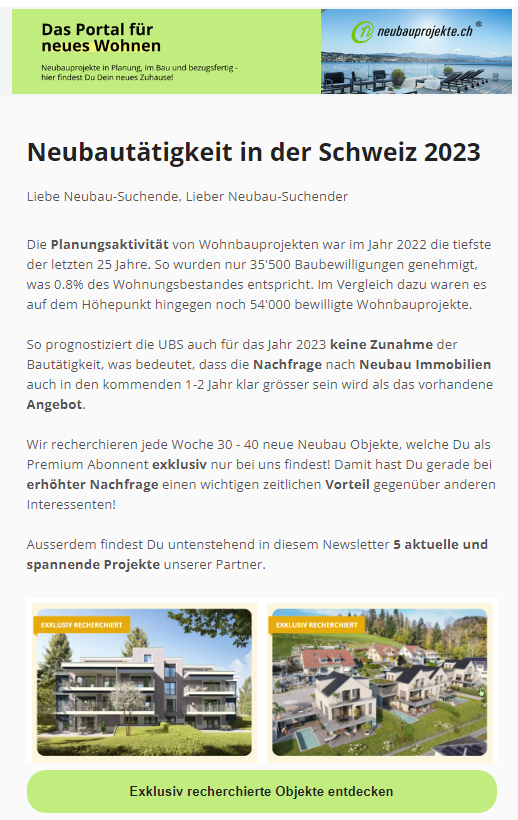 Das Portal für
neues Wohnen
Neubauprojekte in Planung, im Bau und bezugsfertig -
hier findest Du Dein neues Zuhause!
neubauprojekte.ch®
Neubautätigkeit in der Schweiz 2023
Liebe Neubau-Suchende, Lieber Neubau-Suchender
Die Planungsaktivität von Wohnbauprojekten war im Jahr 2022 die tiefste
der letzten 25 Jahre. So wurden nur 35'500 Baubewilligungen genehmigt,
was 0.8% des Wohnungsbestandes entspricht. Im Vergleich dazu waren es
auf dem Höhepunkt hingegen noch 54'000 bewilligte Wohnbauprojekte.
So prognostiziert die UBS auch für das Jahr 2023 keine Zunahme der
Bautätigkeit, was bedeutet, dass die Nachfrage nach Neubau Immobilien
auch in den kommenden 1-2 Jahr klar grösser sein wird als das vorhandene
Angebot.
Wir recherchieren jede Woche 30 - 40 neue Neubau Objekte, welche Du als
Premium Abonnent exklusiv nur bei uns findest! Damit hast Du gerade bei
erhöhter Nachfrage einen wichtigen zeitlichen Vorteil gegenüber anderen
Interessenten!
Ausserdem findest Du untenstehend in diesem Newsletter 5 aktuelle und
spannende Projekte unserer Partner.
EXKLUSIV RECHERCHIERT
EXKLUSIV RECHERCHIERT
Exklusiv recherchierte Objekte entdecken